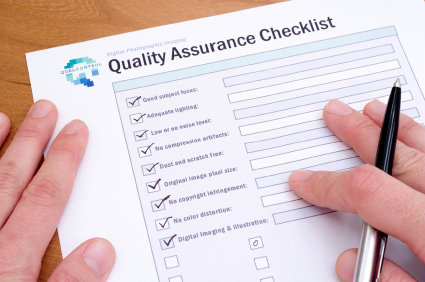 Digital Photographic Imaging
QUALCONTROL
Quality Assurance Checklist
Good subject focus:
Adequate lighting:
Low or no noise level:
No compression artifacts:
Dust and scratch free:
Original image pixel size:
No copyright infringement:
No color distortion:
Digital Imaging & Illustration: